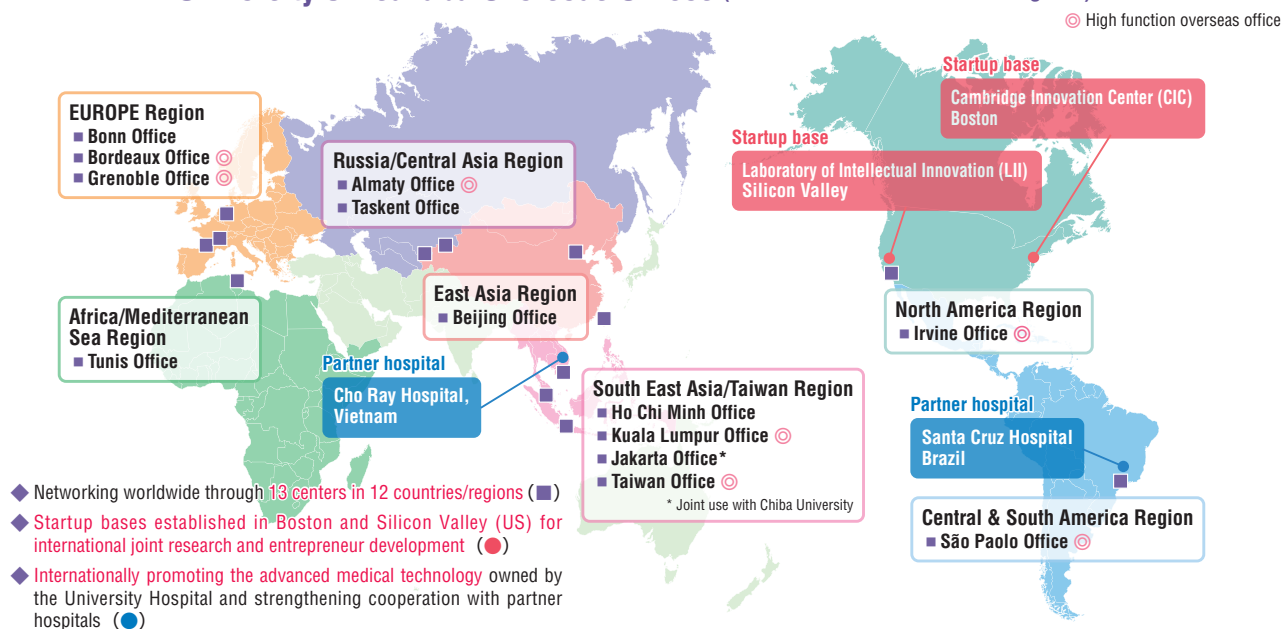 ◎ High function overseas office
EUROPE Region
■ Bonn Office
■ Bordeaux Office ◎
■ Grenoble Office ◎
Russia/Central Asia Region
■ Almaty Office ◎
■ Taskent Office
Startup base
Cambridge Innovation Center (CIC)
Boston
Startup base
Laboratory of Intellectual Innovation (LII)
Silicon Valley
East Asia Region
■ Beijing Office
Africa/Mediterranean
Sea Region
■ Tunis Office
North America Region
■ Irvine Office ◎
Partner hospital
Cho Ray Hospital,
Vietnam
South East Asia/Taiwan Region
■ Ho Chi Minh Office
■ Kuala Lumpur Office ◎
■ Jakarta Office*
■ Taiwan Office ◎
* Joint use with Chiba University
Partner hospital
Santa Cruz Hospital
Brazil
Central & South America Region
■ São Paolo Office ◎
◆ Networking worldwide through 13 centers in 12 countries/regions (■)
◆ Startup bases established in Boston and Silicon Valley (US) for
international joint research and entrepreneur development (●)
◆ Internationally promoting the advanced medical technology owned by
the University Hospital and strengthening cooperation with partner
hospitals (●)